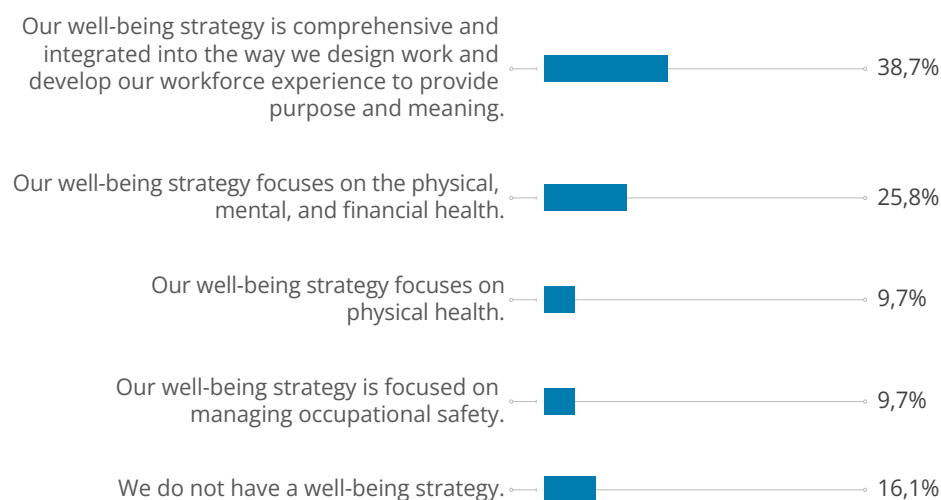 Our well-being strategy is comprehensive and
integrated into the way we design work and
develop our workforce experience to provide
purpose and meaning.
38,7%
Our well-being strategy focuses on the physical,
mental, and financial health.
25,8%
Our well-being strategy focuses on
physical health.
9,7%
Our well-being strategy is focused on
managing occupational safety.
9,7%
We do not have a well-being strategy.
16,1%